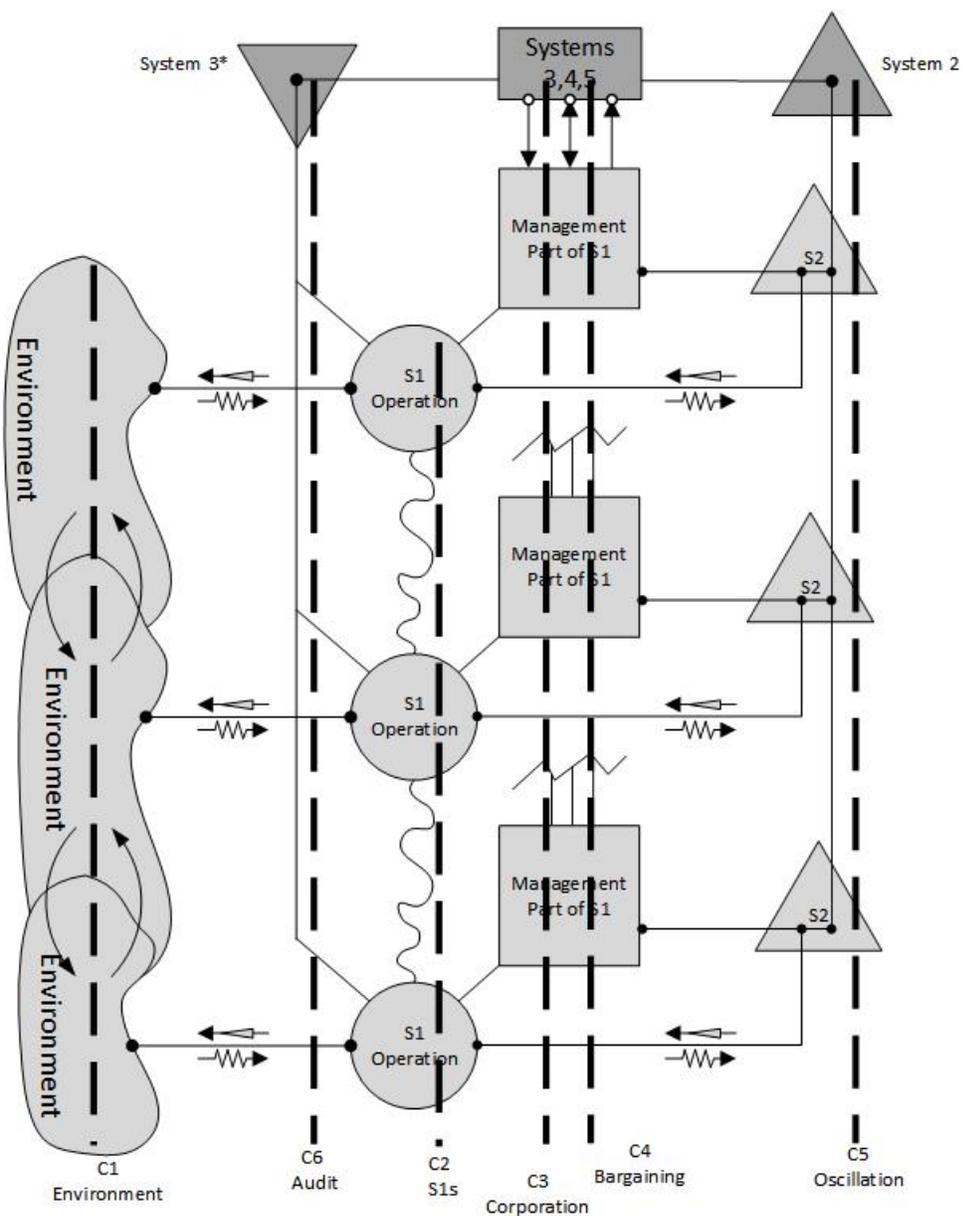 System 3*
Systems
3,4,5
System 2
Management
Part of S1
S2
Environment
S1
Operation
Management
Part of S1
S2
Environment
S1
Operation
Management
Part of S1
S2
Environment
S1
Operation
C1
Environment
C6
Audit
C2
S1s
C3
Corporation
C4
Bargaining
C5
Oscillation